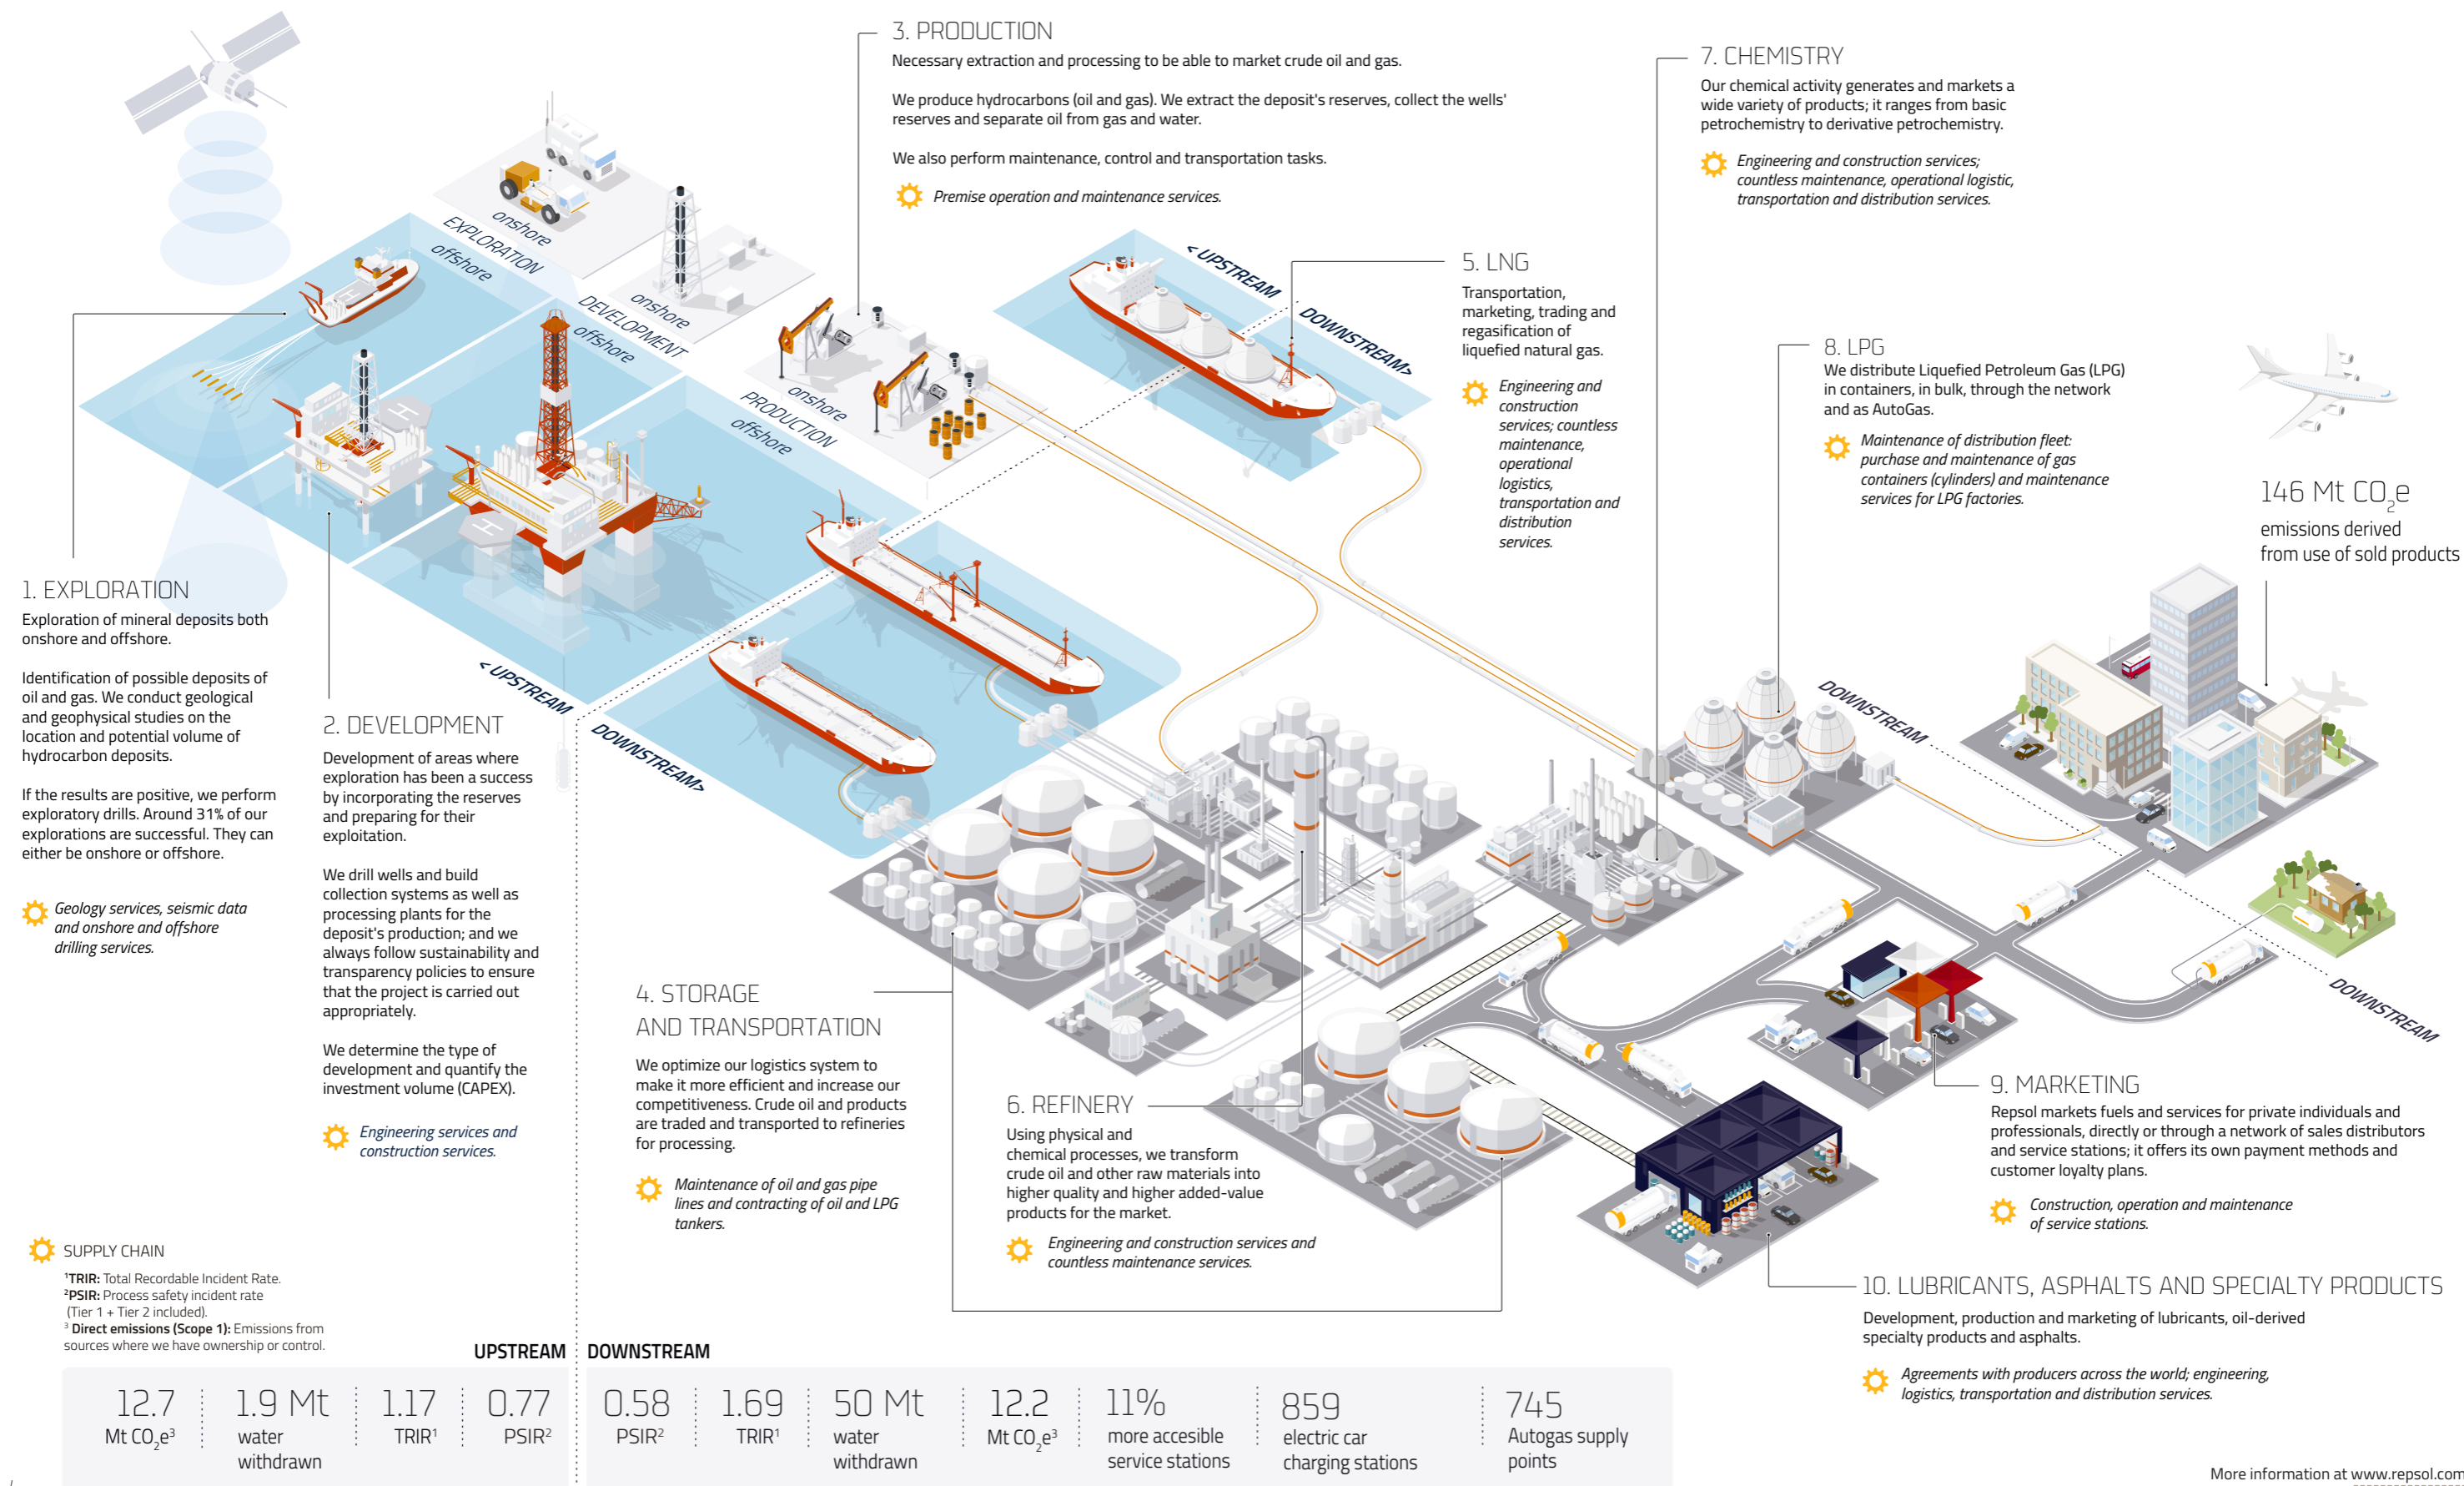 3. PRODUCTION
Necessary extraction and processing to be able to market crude oil and gas.
We produce hydrocarbons (oil and gas). We extract the deposit's reserves, collect the wells'
reserves and separate oil from gas and water.
We also perform maintenance, control and transportation tasks.
Premise operation and maintenance services.
7. CHEMISTRY
Our chemical activity generates and markets a
wide variety of products; it ranges from basic
petrochemistry to derivative petrochemistry.
Engineering and construction services;
countless maintenance, operational logistic,
transportation and distribution services.
onshore
EXPLORATION
offshore
onshore
DEVELOPMENT
offshore
onshore
PRODUCTION
offshore
< UPSTREAM
DOWNSTREAM>
5. LNG
Transportation,
marketing, trading and
regasification of
liquefied natural gas.
Engineering and
construction
services; countless
maintenance,
operational
logistics,
transportation and
distribution
services.
8. LPG
We distribute Liquefied Petroleum Gas (LPG)
in containers, in bulk, through the network
and as AutoGas.
Maintenance of distribution fleet:
purchase and maintenance of gas
containers (cylinders) and maintenance
services for LPG factories.
146 Mt CO2e
emissions derived
from use of sold products
1. EXPLORATION
Exploration of mineral deposits both
onshore and offshore.
Identification of possible deposits of
oil and gas. We conduct geological
and geophysical studies on the
location and potential volume of
hydrocarbon deposits.
If the results are positive, we perform
exploratory drills. Around 31% of our
explorations are successful. They can
either be onshore or offshore.
Geology services, seismic data
and onshore and offshore
drilling services.
2. DEVELOPMENT
Development of areas where
exploration has been a success
by incorporating the reserves
and preparing for their
exploitation.
We drill wells and build
collection systems as well as
processing plants for the
deposit's production; and we
always follow sustainability and
transparency policies to ensure
that the project is carried out
appropriately.
We determine the type of
development and quantify the
investment volume (CAPEX).
Engineering services and
construction services.
< UPSTREAM
DOWNSTREAM>
DOWNSTREAM
DOWNSTREAM
4. STORAGE
AND TRANSPORTATION
We optimize our logistics system to
make it more efficient and increase our
competitiveness. Crude oil and products
are traded and transported to refineries
for processing.
Maintenance of oil and gas pipe
lines and contracting of oil and LPG
tankers.
6. REFINERY
Using physical and
chemical processes, we transform
crude oil and other raw materials into
higher quality and higher added-value
products for the market.
Engineering and construction services and
countless maintenance services.
9. MARKETING
Repsol markets fuels and services for private individuals and
professionals, directly or through a network of sales distributors
and service stations; it offers its own payment methods and
customer loyalty plans.
Construction, operation and maintenance
of service stations.
10. LUBRICANTS, ASPHALTS AND SPECIALTY PRODUCTS
Development, production and marketing of lubricants, oil-derived
specialty products and asphalts.
Agreements with producers across the world; engineering,
logistics, transportation and distribution services.
SUPPLY CHAIN
¹TRIR: Total Recordable Incident Rate.
²PSIR: Process safety incident rate
(Tier 1 + Tier 2 included).
³ Direct emissions (Scope 1): Emissions from
sources where we have ownership or control.
UPSTREAM
DOWNSTREAM
12.7
Mt CO2e³
1.9 Mt
water
withdrawn
1.17
TRIR¹
0.77
PSIR²
0.58
PSIR²
1.69
TRIR¹
50 Mt
water
withdrawn
12.2
Mt CO2e³
11%
more accesible
service stations
859
electric car
charging stations
745
Autogas supply
points
More information at www.repsol.com